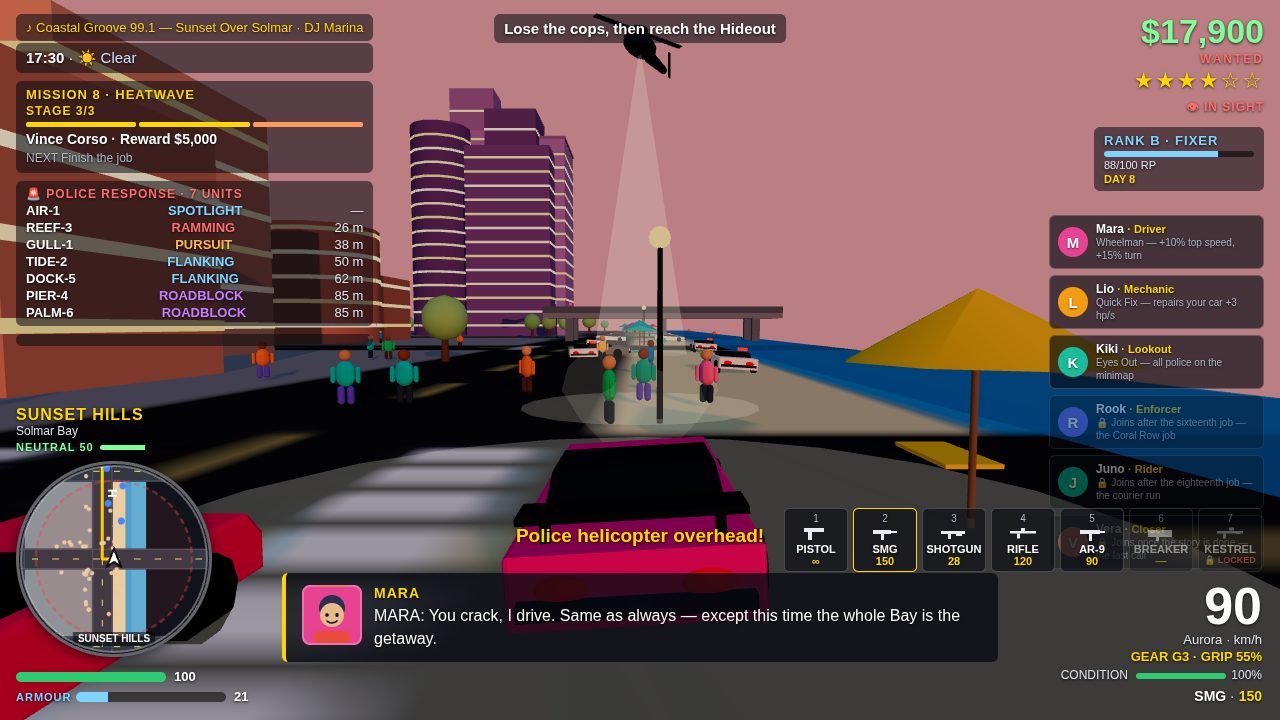 ♪ Coastal Groove 99.1 — Sunset Over Solmar · DJ Marina
17:30 · ☀️ Clear
MISSION 8 · HEATWAVE
STAGE 3/3
Vince Corso · Reward $5,000
NEXT Finish the job
🚨 POLICE RESPONSE · 7 UNITS
AIR-1 SPOTLIGHT —
REEF-3 RAMMING 26 m
GULL-1 PURSUIT 38 m
TIDE-2 FLANKING 50 m
DOCK-5 FLANKING 62 m
PIER-4 ROADBLOCK 85 m
PALM-6 ROADBLOCK 85 m
Lose the cops, then reach the Hideout
$17,900
WANTED
★★★★☆☆
👁 IN SIGHT
RANK B · FIXER
88/100 RP
DAY 8
M
Mara · Driver
Wheelman — +10% top speed,
+15% turn
L
Lio · Mechanic
Quick Fix — repairs your car +3
hp/s
K
Kiki · Lookout
Eyes Out — all police on the
minimap
R
Rook · Enforcer
🔒 Joins after the sixteenth job —
the Coral Row job
J
Juno · Rider
🔒 Joins after the eighteenth job —
the courier run
SUNSET HILLS
Solmar Bay
NEUTRAL 50
H
SUNSET HILLS
100
ARMOUR 21
Police helicopter overhead!
1 PISTOL ∞
2 SMG 150
3 SHOTGUN 28
4 RIFLE 120
5 AR-9 90
6 BREAKER —
7 KESTREL 🔒 LOCKED
MARA
MARA: You crack, I drive. Same as always — except this time the whole Bay is the
getaway.
90
Aurora · km/h
GEAR G3 · GRIP 55%
CONDITION 100%
SMG · 150